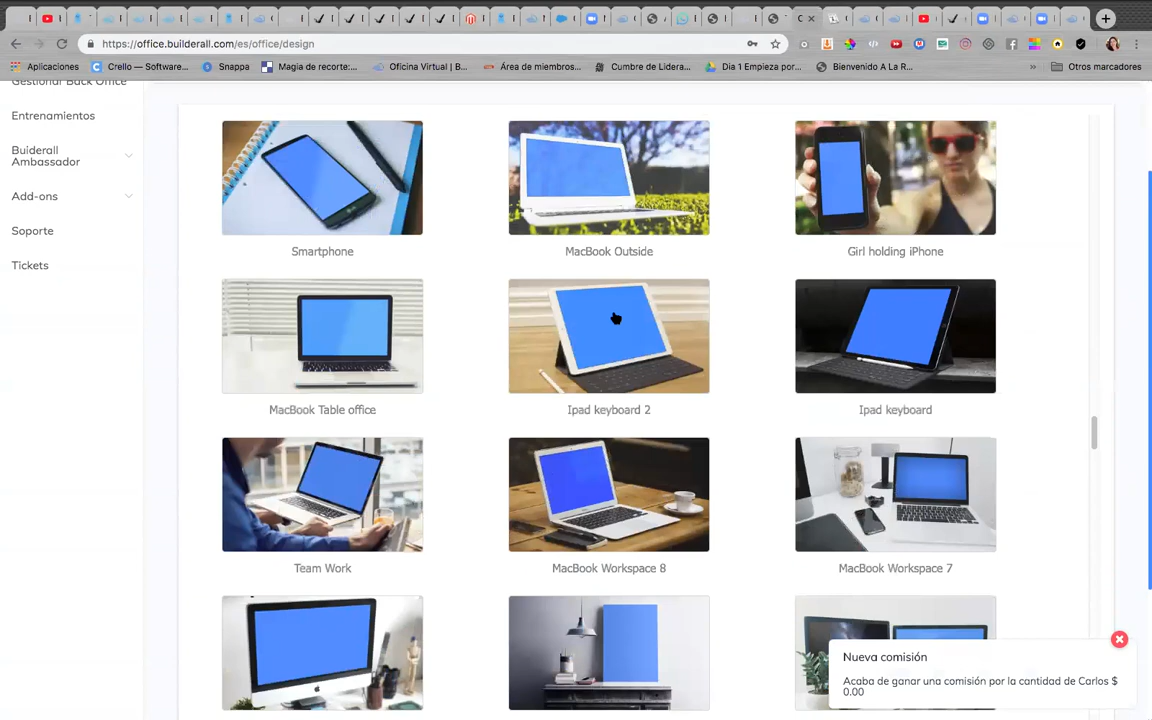 https://office.builderall.com/es/office/design
Aplicaciones
Crello — Software...
Snappa
Magia de recorte:...
Oficina Virtual | B...
Área de miembros...
Cumbre de Lidera...
Dia 1 Empieza por...
Bienvenido A La R...
»
Otros marcadores
Gestionar Back Office
Entrenamientos
Buiderall
Ambassador
Add-ons
Soporte
Tickets
Smartphone
MacBook Outside
Girl holding iPhone
MacBook Table office
Ipad keyboard 2
Ipad keyboard
Team Work
MacBook Workspace 8
MacBook Workspace 7
Nueva comisión
Acaba de ganar una comisión por la cantidad de Carlos $
0.00